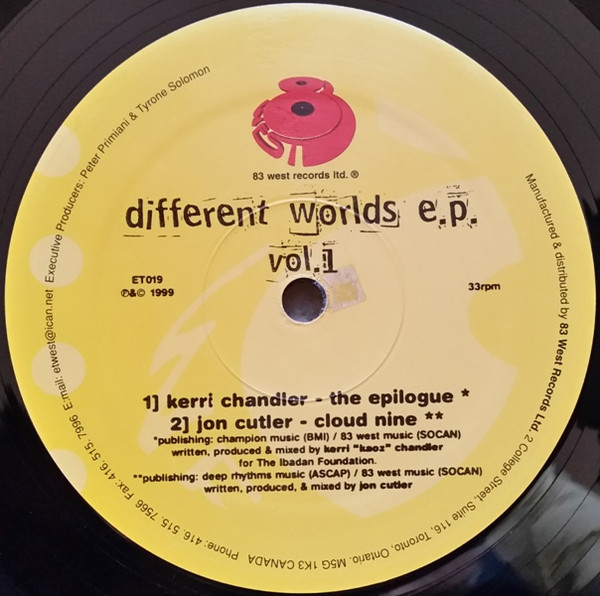 83 WEST
83 west records ltd. ®
different worlds e.p.
vol.1
ET019
℗&© 1999
33rpm
1] kerri chandler - the epilogue *
2] jon cutler - cloud nine **
*publishing: champion music (BMI) / 83 west music (SOCAN)
written, produced & mixed by kerri "kaoz" chandler
for The Ibadan Foundation.
**publishing: deep rhythms music (ASCAP) / 83 west music (SOCAN)
written, produced, & mixed by jon cutler
Executive Producers: Peter Primiani & Tyrone Solomon
Manufactured & distributed by 83 West Records Ltd. 2 College Street, Suite 116, Toronto, Ontario, M5G 1K3 CANADA Phone: 416. 515. 7566 Fax: 416. 515. 7996 E:mail: etwest@ican.net